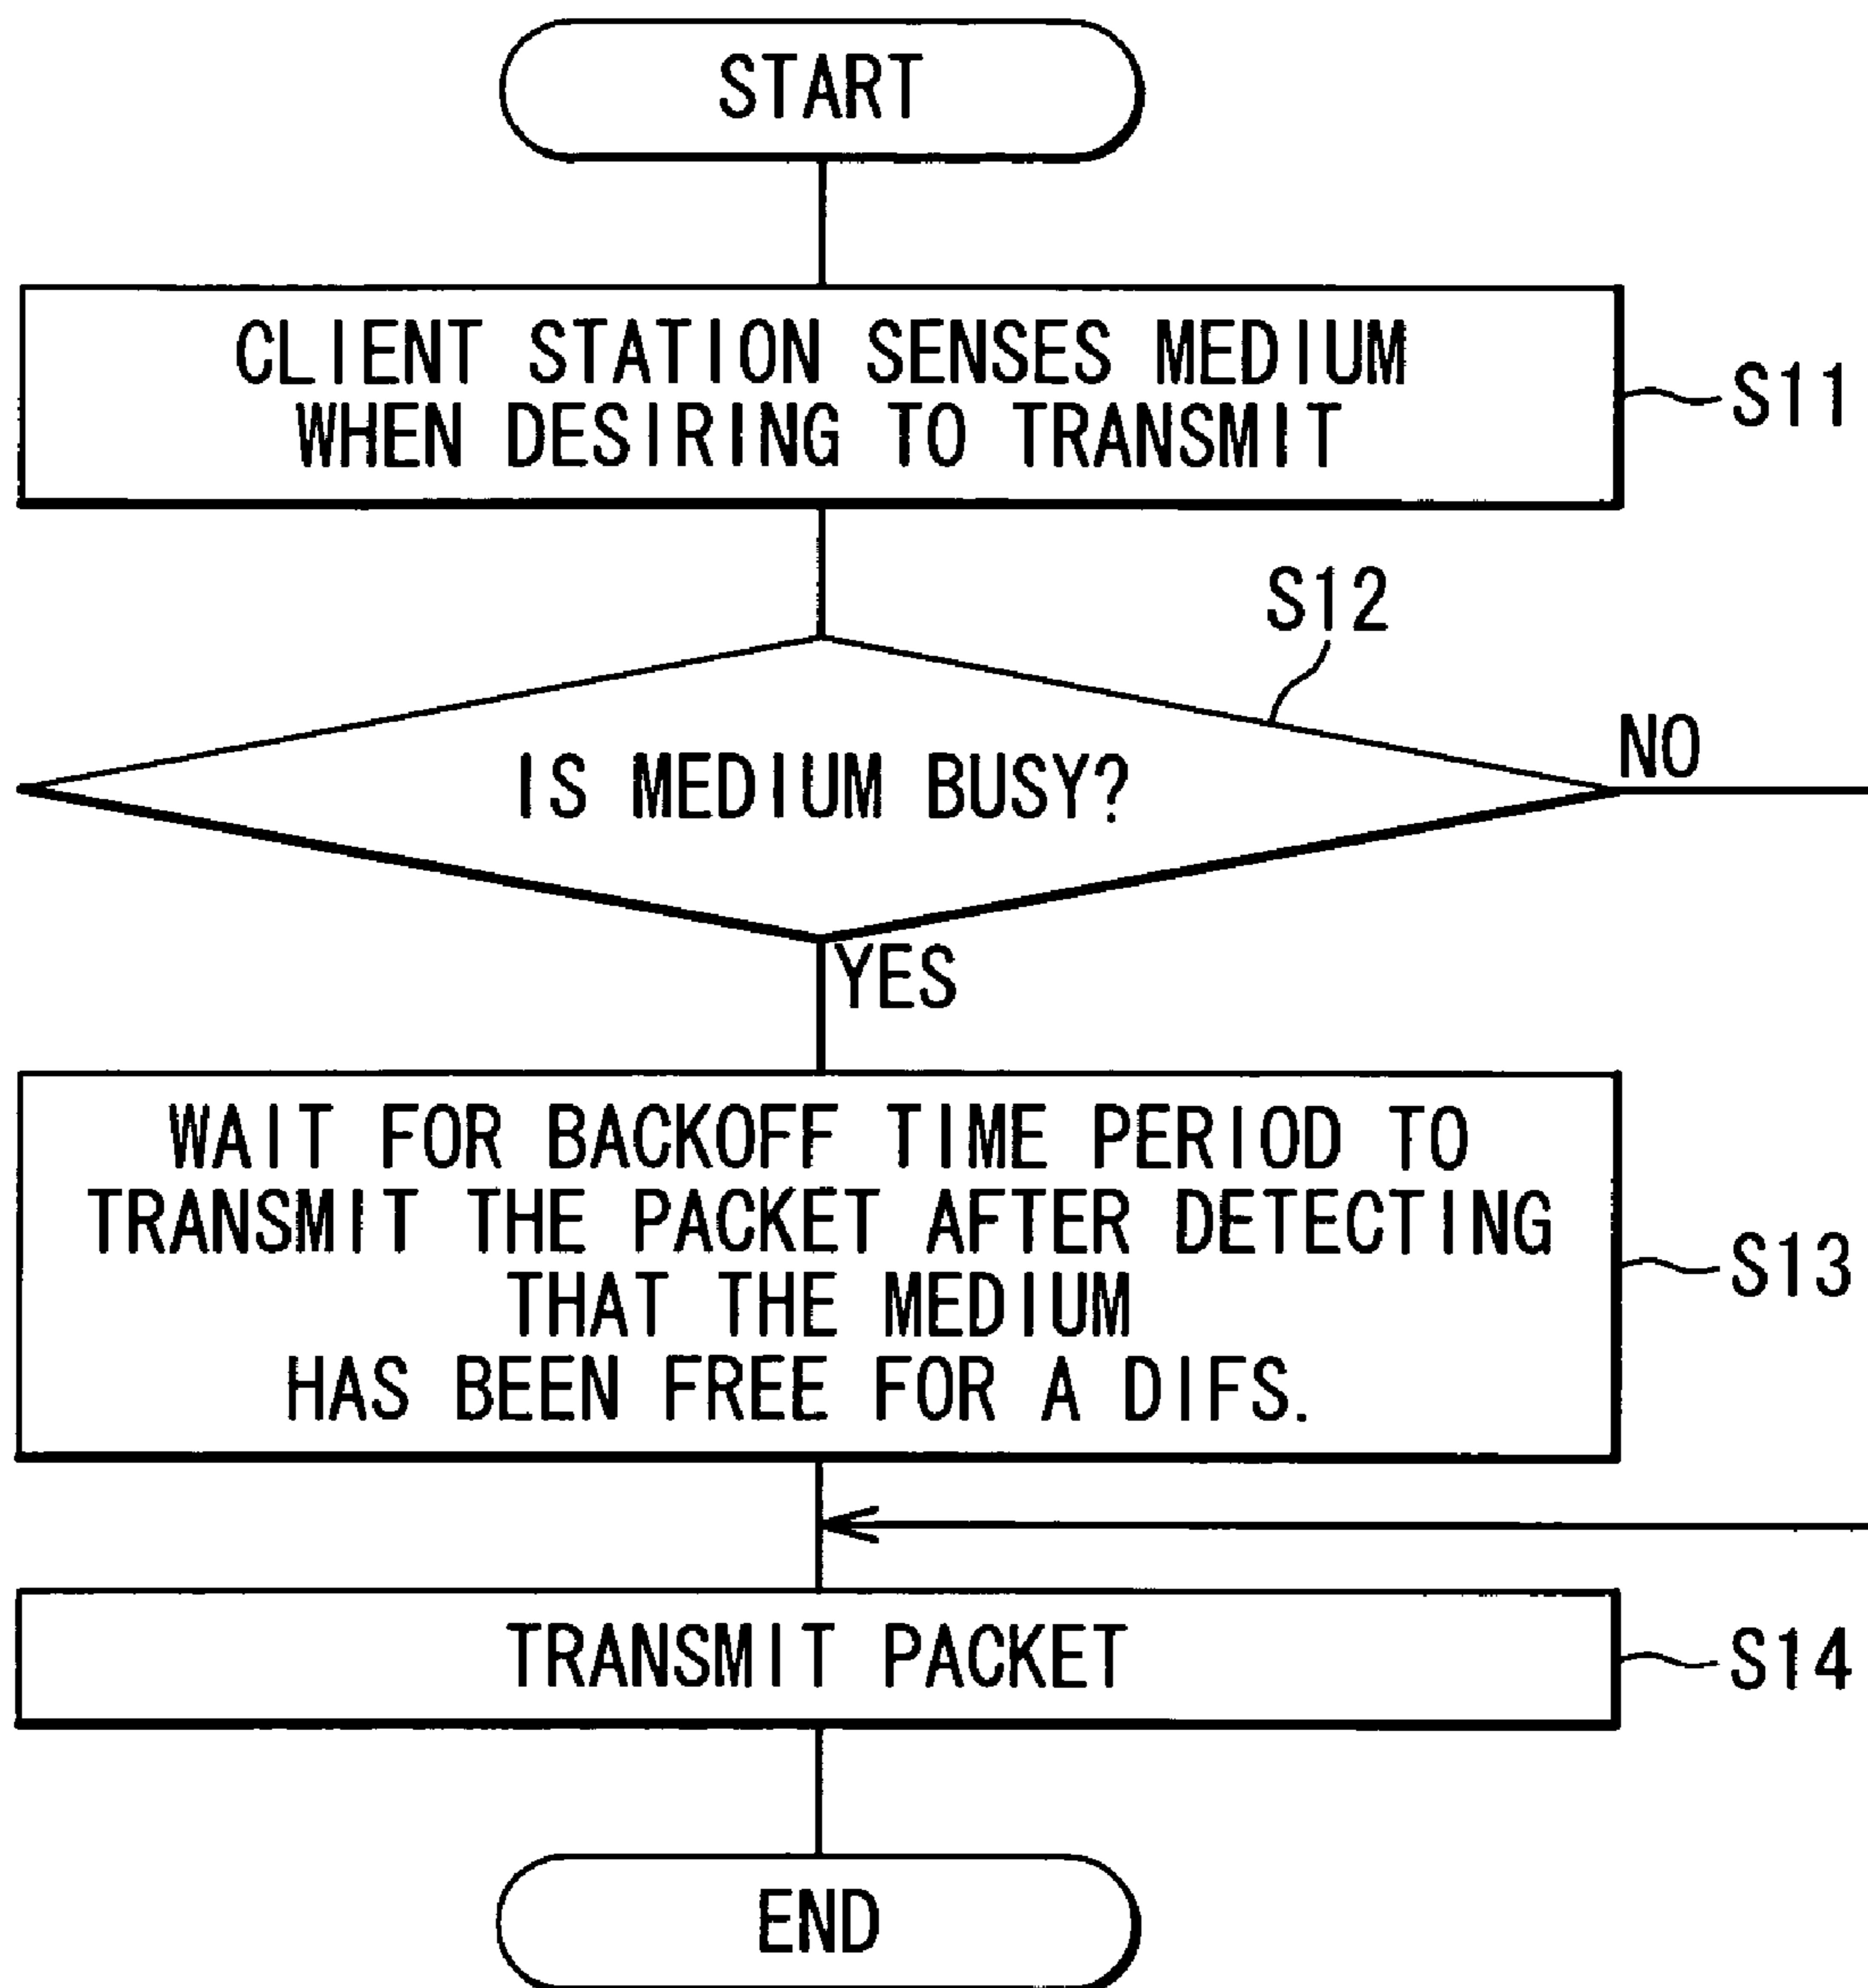 START
CLIENT STATION SENSES MEDIUM
WHEN DESIRING TO TRANSMIT
S11
S12
IS MEDIUM BUSY?
NO
YES
WAIT FOR BACKOFF TIME PERIOD TO
TRANSMIT THE PACKET AFTER DETECTING
THAT THE MEDIUM
HAS BEEN FREE FOR A DIFS.
S13
TRANSMIT PACKET
S14
END